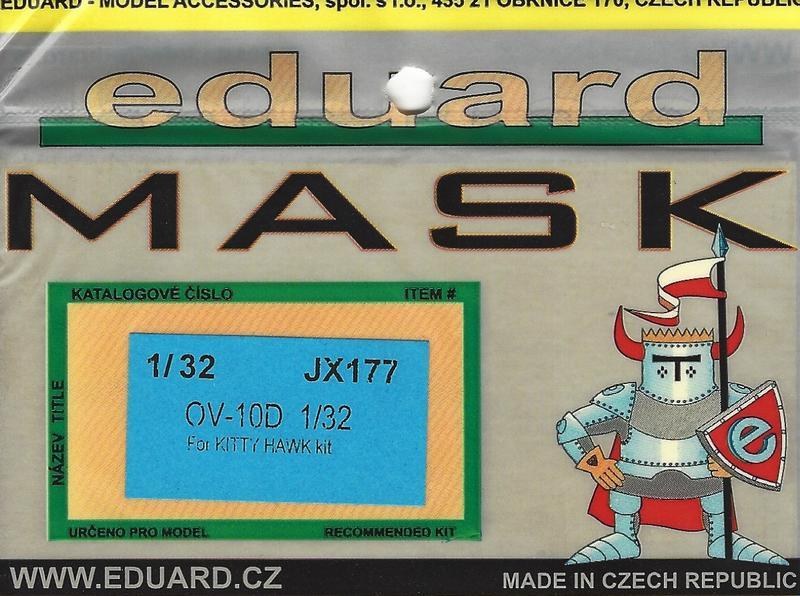 EDUARD - MODEL ACCESSORIES, spol. s r.o., 435 21 OBRNICE 170, CZECH REPUBLIC
eduard
MASK
KATALOGOVÉ ČÍSLO ITEM #
1/32 JX177
OV-10D 1/32
For KITTY HAWK kit
NÁZEV TITLE
e
URČENO PRO MODEL RECOMMENDED KIT
WWW.EDUARD.CZ
MADE IN CZECH REPUBLIC